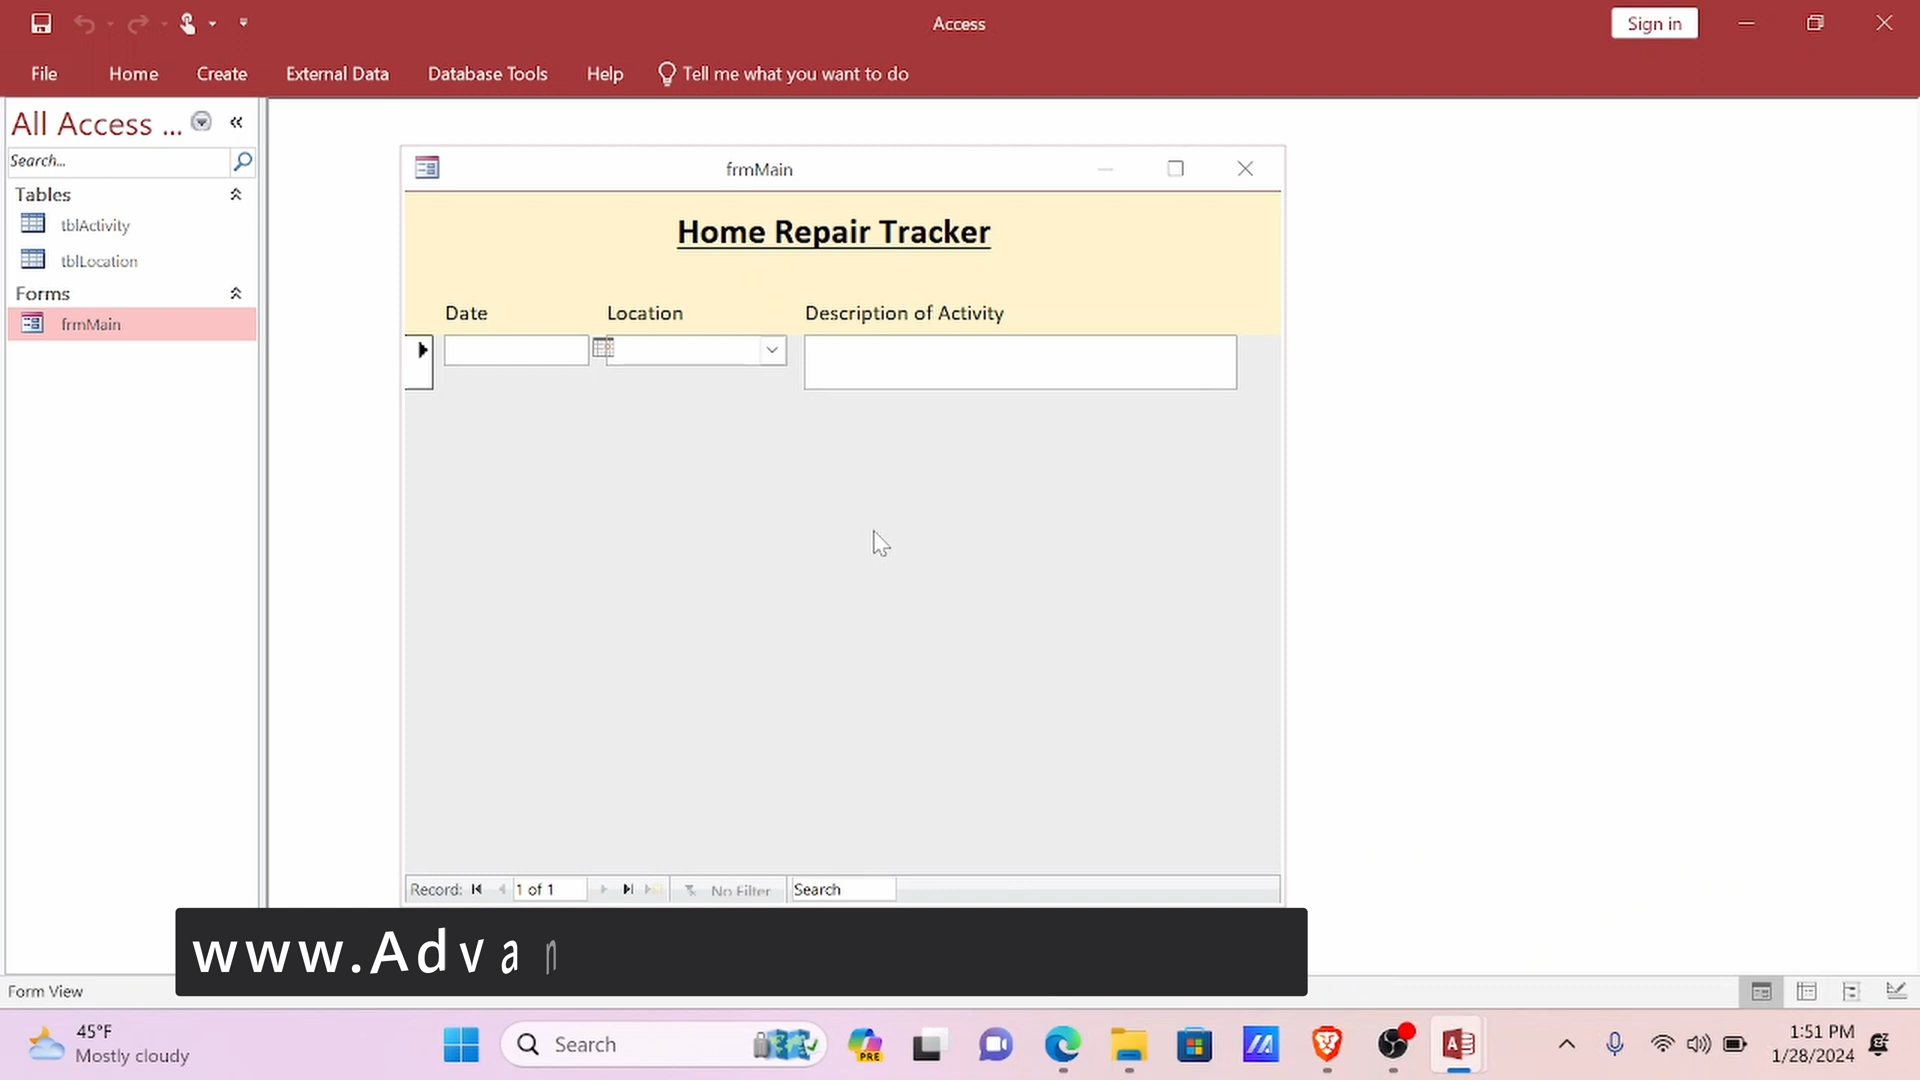 Access
Sign in
File Home Create External Data Database Tools Help Tell me what you want to do
All Access ...
Search...
Tables
tblActivity
tblLocation
Forms
frmMain
frmMain
Home Repair Tracker
Date Location Description of Activity
Record: 1 of 1 No Filter Search
www.Advan
Form View
45°F
Mostly cloudy
Search
PRE
1:51 PM
1/28/2024